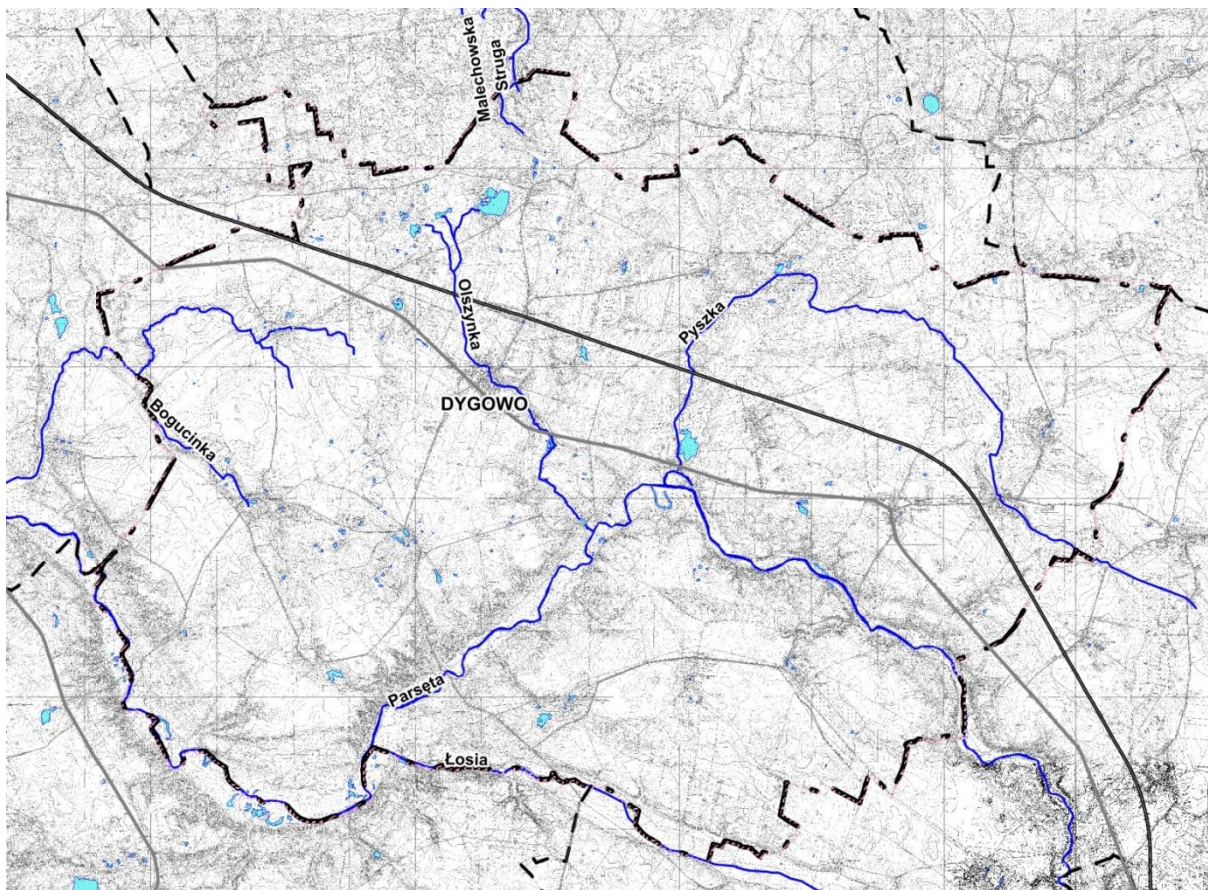 Malechowska
Struga
Olszynka
Pyszka
DYGOWO
Bogucinka
Parsęta
Łosia